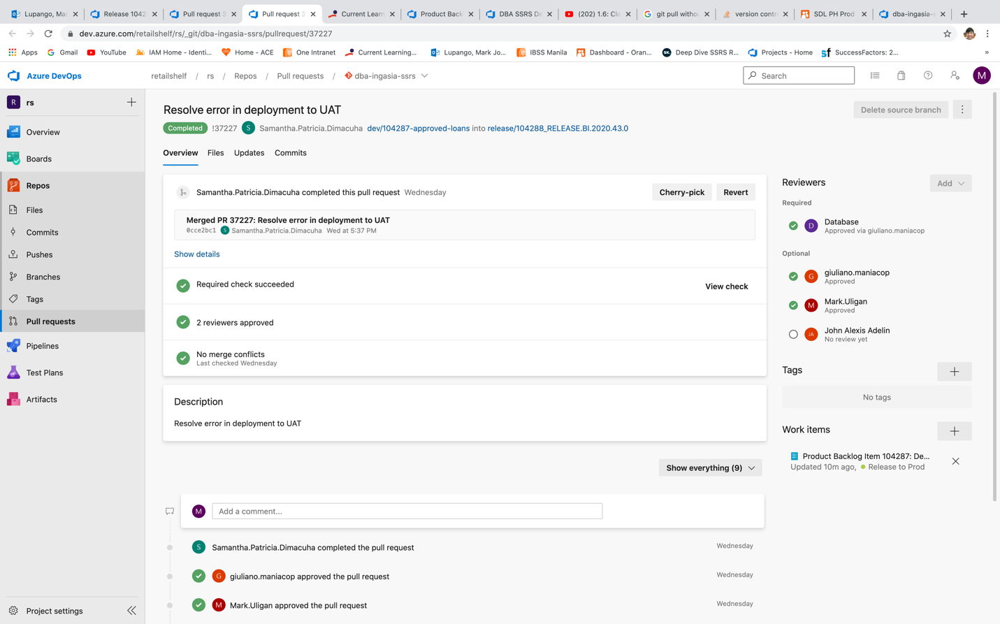 Lupango, Mar
Release 1042
Pull request 3
Pull request 3
Current Learn
Product Back
DBA SSRS De
(202) 1.6: Clo
git pull withou
version contr
SDL PH Prod
dba-ingasia-s
dev.azure.com/retailshelf/rs/_git/dba-ingasia-ssrs/pullrequest/37227
Apps
Gmail
YouTube
IAM Home - Identi...
Home - ACE
One Intranet
Current Learning...
Lupango, Mark Jo...
IBSS Manila
Dashboard - Oran...
Deep Dive SSRS R...
Projects - Home
SuccessFactors: 2...
»
Azure DevOps
retailshelf / rs / Repos / Pull requests / dba-ingasia-ssrs
Search
M
R rs
Overview
Boards
Repos
Files
Commits
Pushes
Branches
Tags
Pull requests
Pipelines
Test Plans
Artifacts
Project settings
Resolve error in deployment to UAT
Delete source branch
Completed !37227 S Samantha.Patricia.Dimacuha dev/104287-approved-loans into release/104288_RELEASE.BI.2020.43.0
Overview Files Updates Commits
Samantha.Patricia.Dimacuha completed this pull request Wednesday
Cherry-pick
Revert
Merged PR 37227: Resolve error in deployment to UAT
0cce2bc1 S Samantha.Patricia.Dimacuha Wed at 5:37 PM
Show details
Required check succeeded
View check
2 reviewers approved
No merge conflicts
Last checked Wednesday
Description
Resolve error in deployment to UAT
Show everything (9)
M Add a comment...
S Samantha.Patricia.Dimacuha completed the pull request Wednesday
G giuliano.maniacop approved the pull request Wednesday
M Mark.Uligan approved the pull request Wednesday
Reviewers
Add
Required
D Database
Approved via giuliano.maniacop
Optional
G giuliano.maniacop
Approved
M Mark.Uligan
Approved
JA John Alexis Adelin
No review yet
Tags
No tags
Work items
Product Backlog Item 104287: De...
Updated 10m ago, Release to Prod